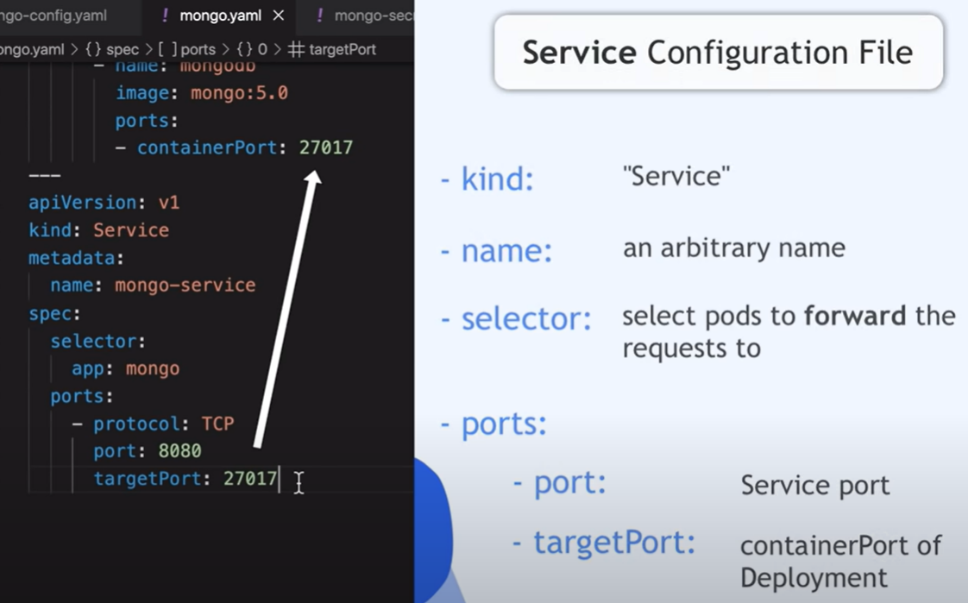 ngo-config.yaml
! mongo.yaml ×
! mongo-sec
ongo.yaml > {} spec > [ ] ports > {} 0 > # targetPort
- name: mongodb
image: mongo:5.0
ports:
- containerPort: 27017
---
apiVersion: v1
kind: Service
metadata:
name: mongo-service
spec:
selector:
app: mongo
ports:
- protocol: TCP
port: 8080
targetPort: 27017
Service Configuration File
- kind: "Service"
- name: an arbitrary name
- selector: select pods to forward the
requests to
- ports:
- port: Service port
- targetPort: containerPort of
Deployment